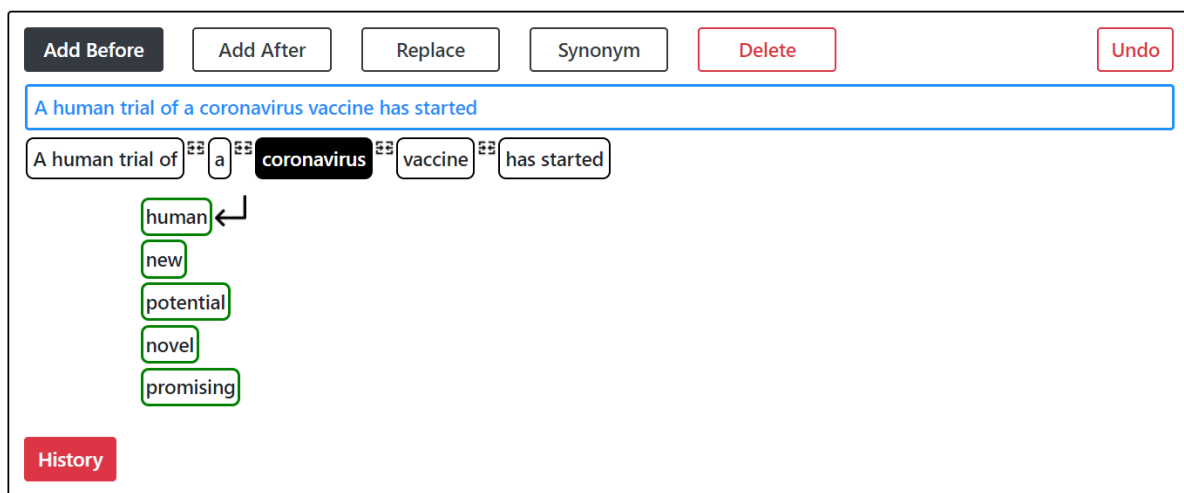 Add Before Add After Replace Synonym Delete Undo
A human trial of a coronavirus vaccine has started
A human trial of a coronavirus vaccine has started
human
new
potential
novel
promising
History